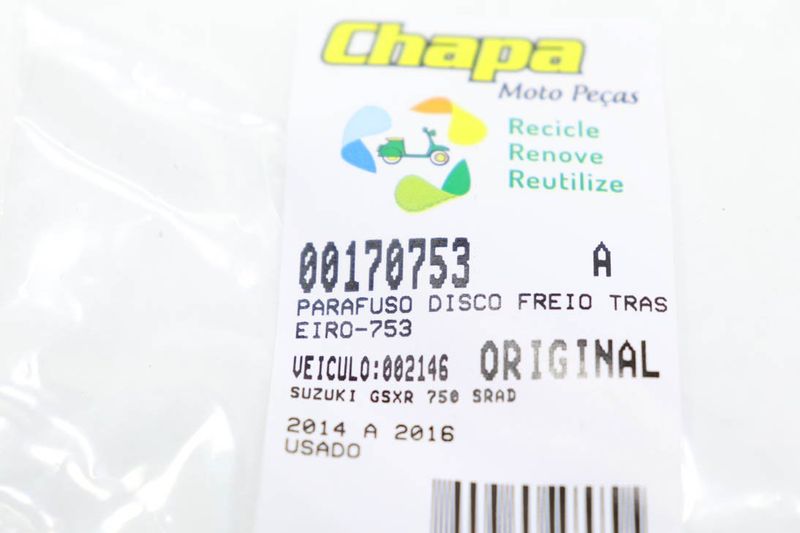 Chapa
Moto Peças
Recicle
Renove
Reutilize
00170753 A
PARAFUSO DISCO FREIO TRAS
EIRO-753
VEICULO:002146 ORIGINAL
SUZUKI GSXR 750 SRAD
2014 A 2016
USADO